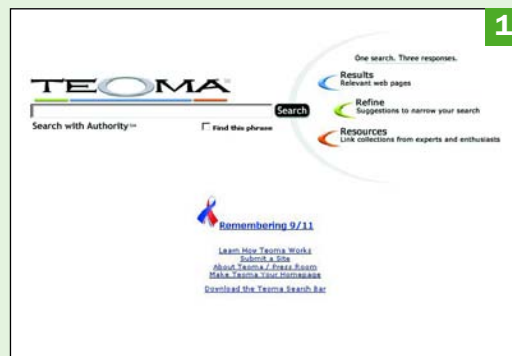 1
One search. Three responses.
Results
Relevant web pages
Refine
Suggestions to narrow your search
Resources
Link collections from experts and enthusiasts
TEOMA™
Search
Search with Authority℠
Find this phrase
Remembering 9/11
Learn How Teoma Works
Submit a Site
About Teoma / Press Room
Make Teoma Your Homepage
Download the Teoma Search Bar